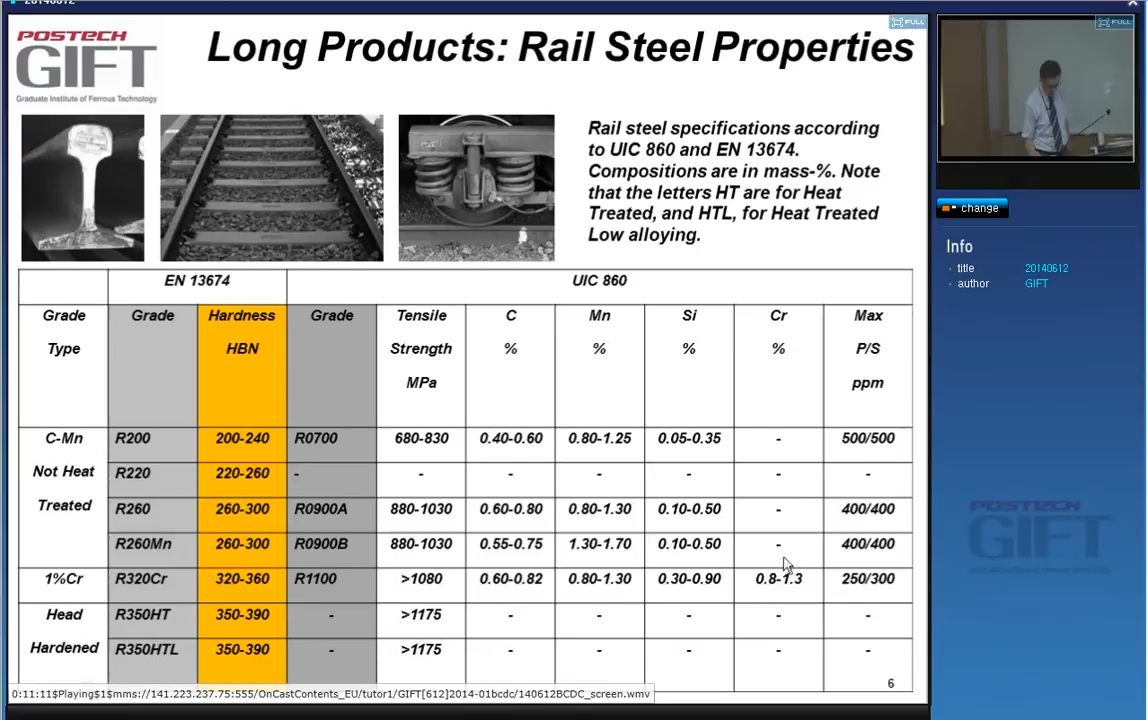 20140612
POSTECH
GIFT
Graduate Institute of Ferrous Technology
Long Products: Rail Steel Properties
FULL
FULL
Rail steel specifications according
to UIC 860 and EN 13674.
Compositions are in mass-%. Note
that the letters HT are for Heat
Treated, and HTL, for Heat Treated
Low alloying.
EN 13674 UIC 860
Grade Grade Hardness Grade Tensile C Mn Si Cr Max
Type HBN Strength % % % % P/S
MPa ppm
C-Mn R200 200-240 R0700 680-830 0.40-0.60 0.80-1.25 0.05-0.35 - 500/500
Not Heat R220 220-260 - - - - - - -
Treated R260 260-300 R0900A 880-1030 0.60-0.80 0.80-1.30 0.10-0.50 - 400/400
R260Mn 260-300 R0900B 880-1030 0.55-0.75 1.30-1.70 0.10-0.50 - 400/400
1%Cr R320Cr 320-360 R1100 >1080 0.60-0.82 0.80-1.30 0.30-0.90 0.8-1.3 250/300
Head R350HT 350-390 - >1175 - - - - -
Hardened R350HTL 350-390 - >1175 - - - - -
6
0:11:11$Playing$1$mms://141.223.237.75:555/OnCastContents_EU/tutor1/GIFT[612]2014-01bcdc/140612BCDC_screen.wmv
change
Info
title 20140612
author GIFT
POSTECH
GIFT